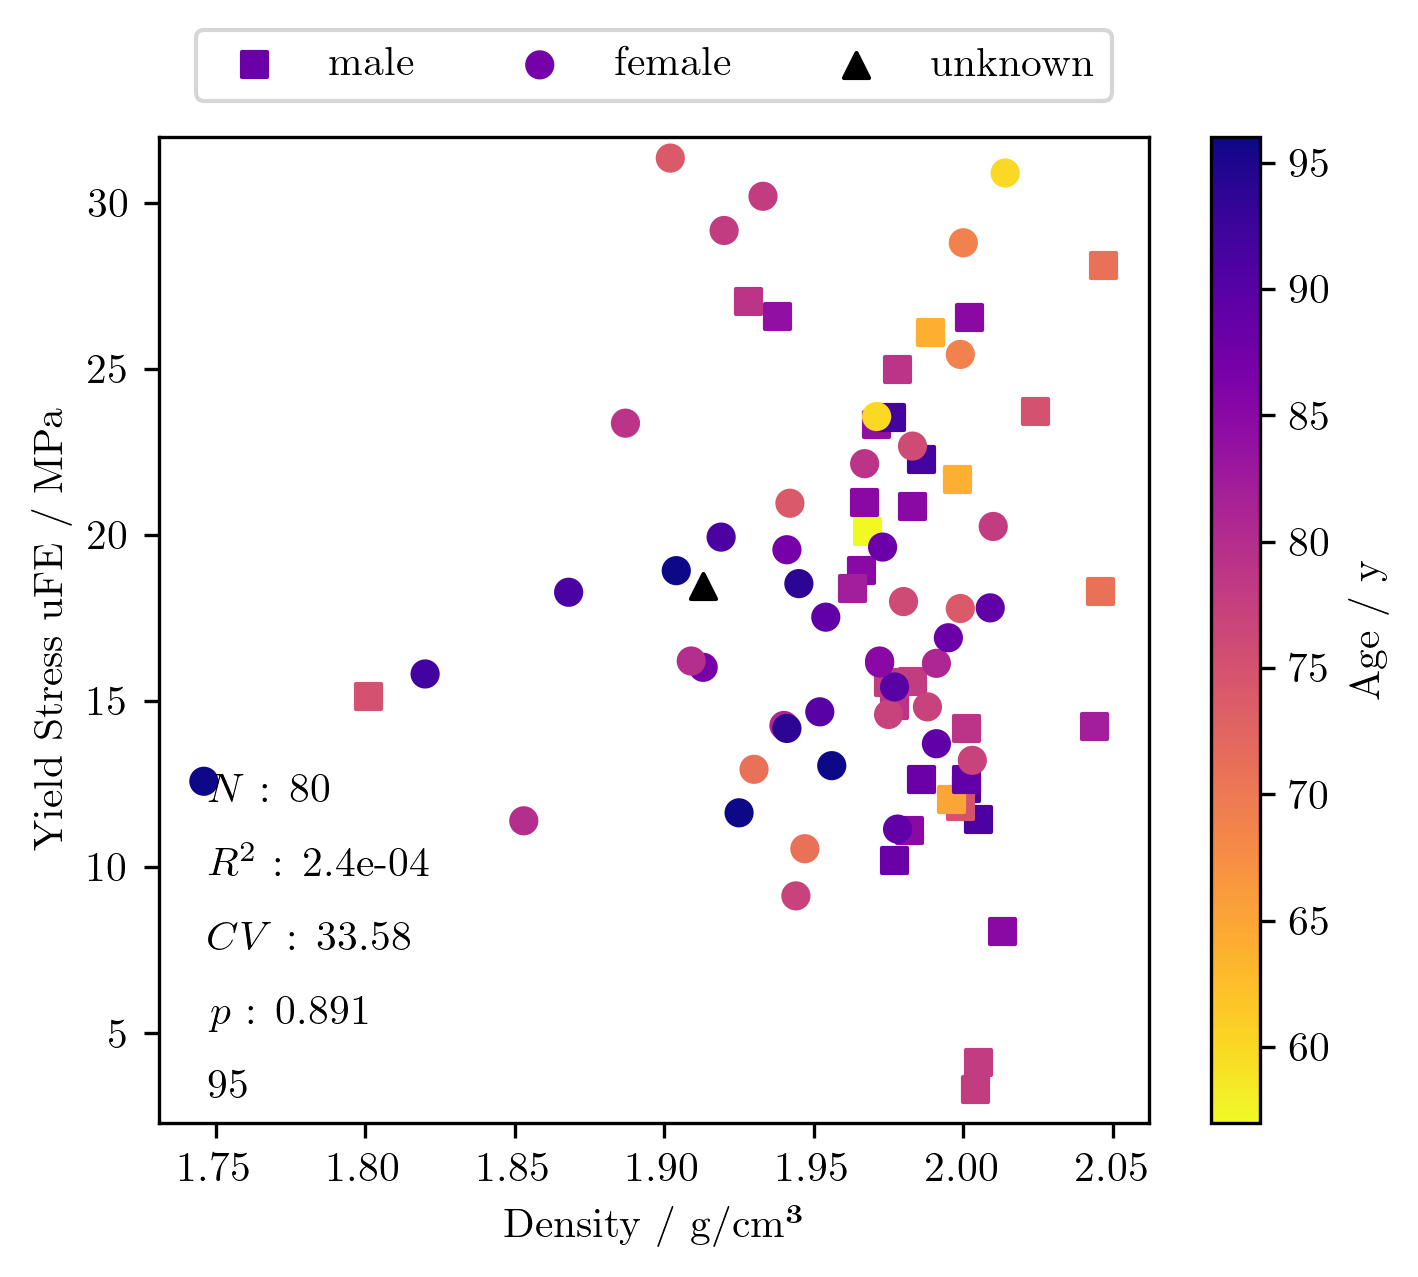 male female unknown
30
25
20
15
10
5
Yield Stress uFE / MPa
N : 80
R² : 2.4e-04
CV : 33.58
p : 0.891
95
1.75 1.80 1.85 1.90 1.95 2.00 2.05
Density / g/cm³
95
90
85
80
75
70
65
60
Age / y